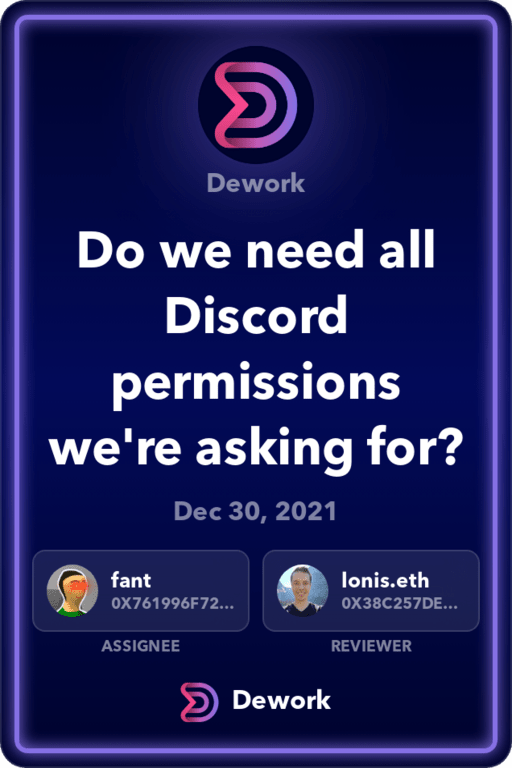 Dework
Do we need all
Discord
permissions
we're asking for?
Dec 30, 2021
fant
0X761996F72...
lonis.eth
0X38C257DE...
ASSIGNEE
REVIEWER
Dework